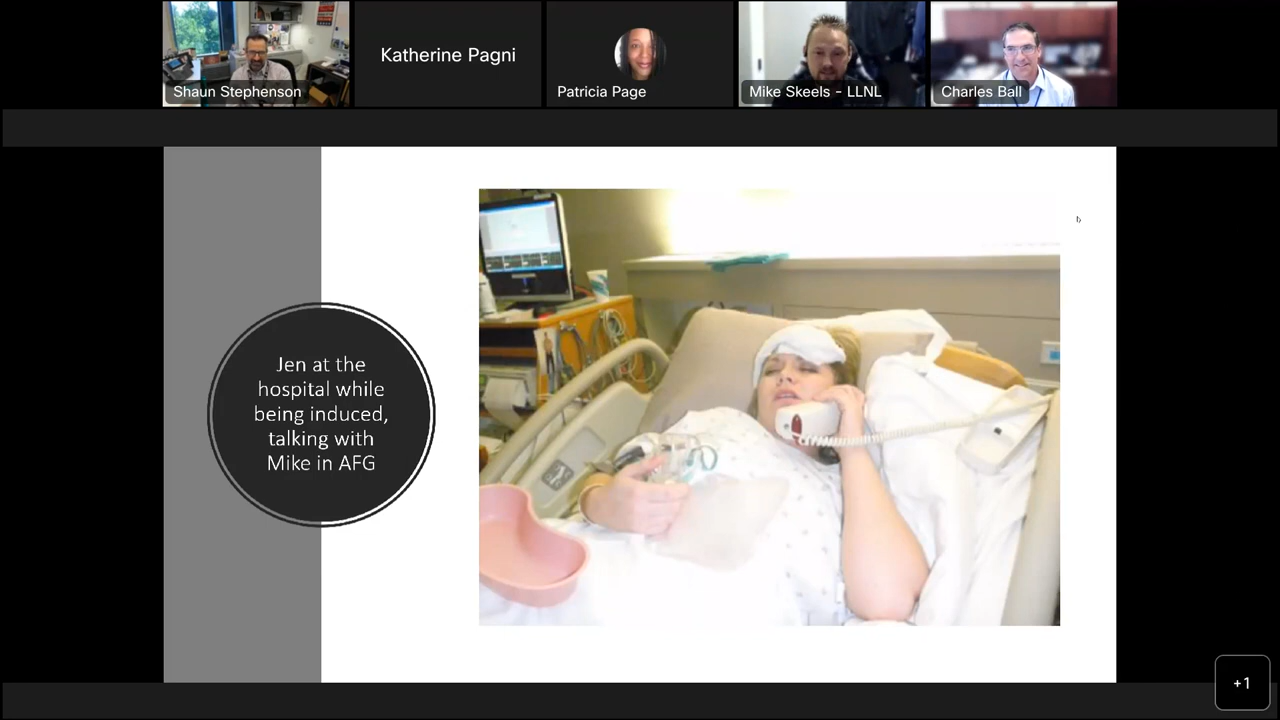 Shaun Stephenson
Katherine Pagni
Patricia Page
Mike Skeels - LLNL
Charles Ball
Jen at the
hospital while
being induced,
talking with
Mike in AFG
+1